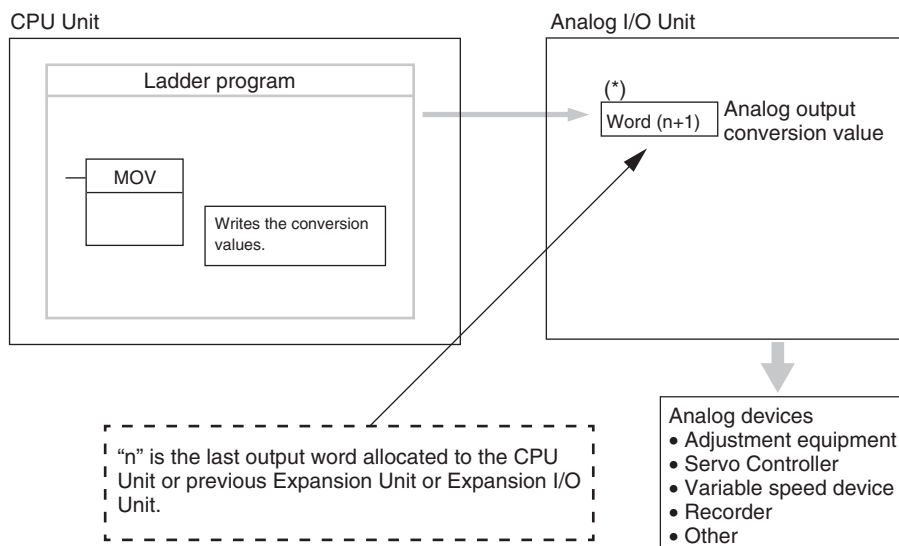 CPU Unit
Analog I/O Unit
Ladder program
(*)
Word (n+1)
Analog output
conversion value
MOV
Writes the conversion
values.
“n” is the last output word allocated to the CPU
Unit or previous Expansion Unit or Expansion I/O
Unit.
Analog devices
• Adjustment equipment
• Servo Controller
• Variable speed device
• Recorder
• Other